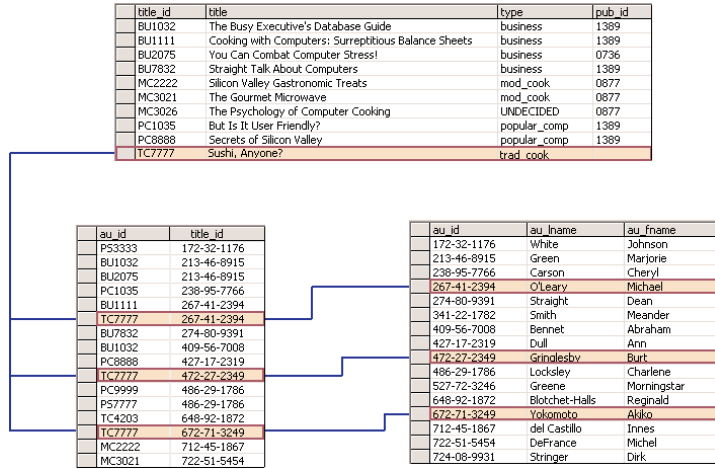 title_id title type pub_id
BU1032 The Busy Executive's Database Guide business 1389
BU1111 Cooking with Computers: Surreptitious Balance Sheets business 1389
BU2075 You Can Combat Computer Stress! business 0736
BU7832 Straight Talk About Computers business 1389
MC2222 Silicon Valley Gastronomic Treats mod_cook 0877
MC3021 The Gourmet Microwave mod_cook 0877
MC3026 The Psychology of Computer Cooking UNDECIDED 0877
PC1035 But Is It User Friendly? popular_comp 1389
PC8888 Secrets of Silicon Valley popular_comp 1389
TC7777 Sushi, Anyone? trad_cook
au_id title_id
PS3333 172-32-1176
BU1032 213-46-8915
BU2075 213-46-8915
PC1035 238-95-7766
BU1111 267-41-2394
TC7777 267-41-2394
BU7832 274-80-9391
BU1032 409-56-7008
PC8888 427-17-2319
TC7777 472-27-2349
PC9999 486-29-1786
PS7777 486-29-1786
TC4203 648-92-1872
TC7777 672-71-3249
MC2222 712-45-1867
MC3021 722-51-5454
au_id au_lname au_fname
172-32-1176 White Johnson
213-46-8915 Green Marjorie
238-95-7766 Carson Cheryl
267-41-2394 O'Leary Michael
274-80-9391 Straight Dean
341-22-1782 Smith Meander
409-56-7008 Bennet Abraham
427-17-2319 Dull Ann
472-27-2349 Gringlesby Burt
486-29-1786 Locksley Charlene
527-72-3246 Greene Morningstar
648-92-1872 Blotchet-Halls Reginald
672-71-3249 Yokomoto Akiko
712-45-1867 del Castillo Innes
722-51-5454 DeFrance Michel
724-08-9931 Stringer Dirk